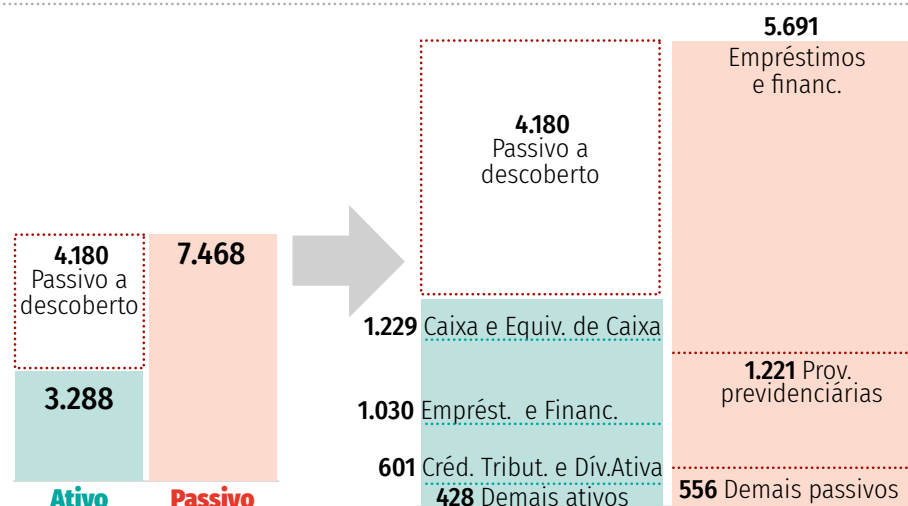 4.180
Passivo a
descoberto
7.468
3.288
Ativo
Passivo
4.180
Passivo a
descoberto
1.229 Caixa e Equiv. de Caixa
1.030 Emprést. e Financ.
601 Créd. Tribut. e Dív.Ativa
428 Demais ativos
5.691
Empréstimos
e financ.
1.221 Prov.
previdenciárias
556 Demais passivos